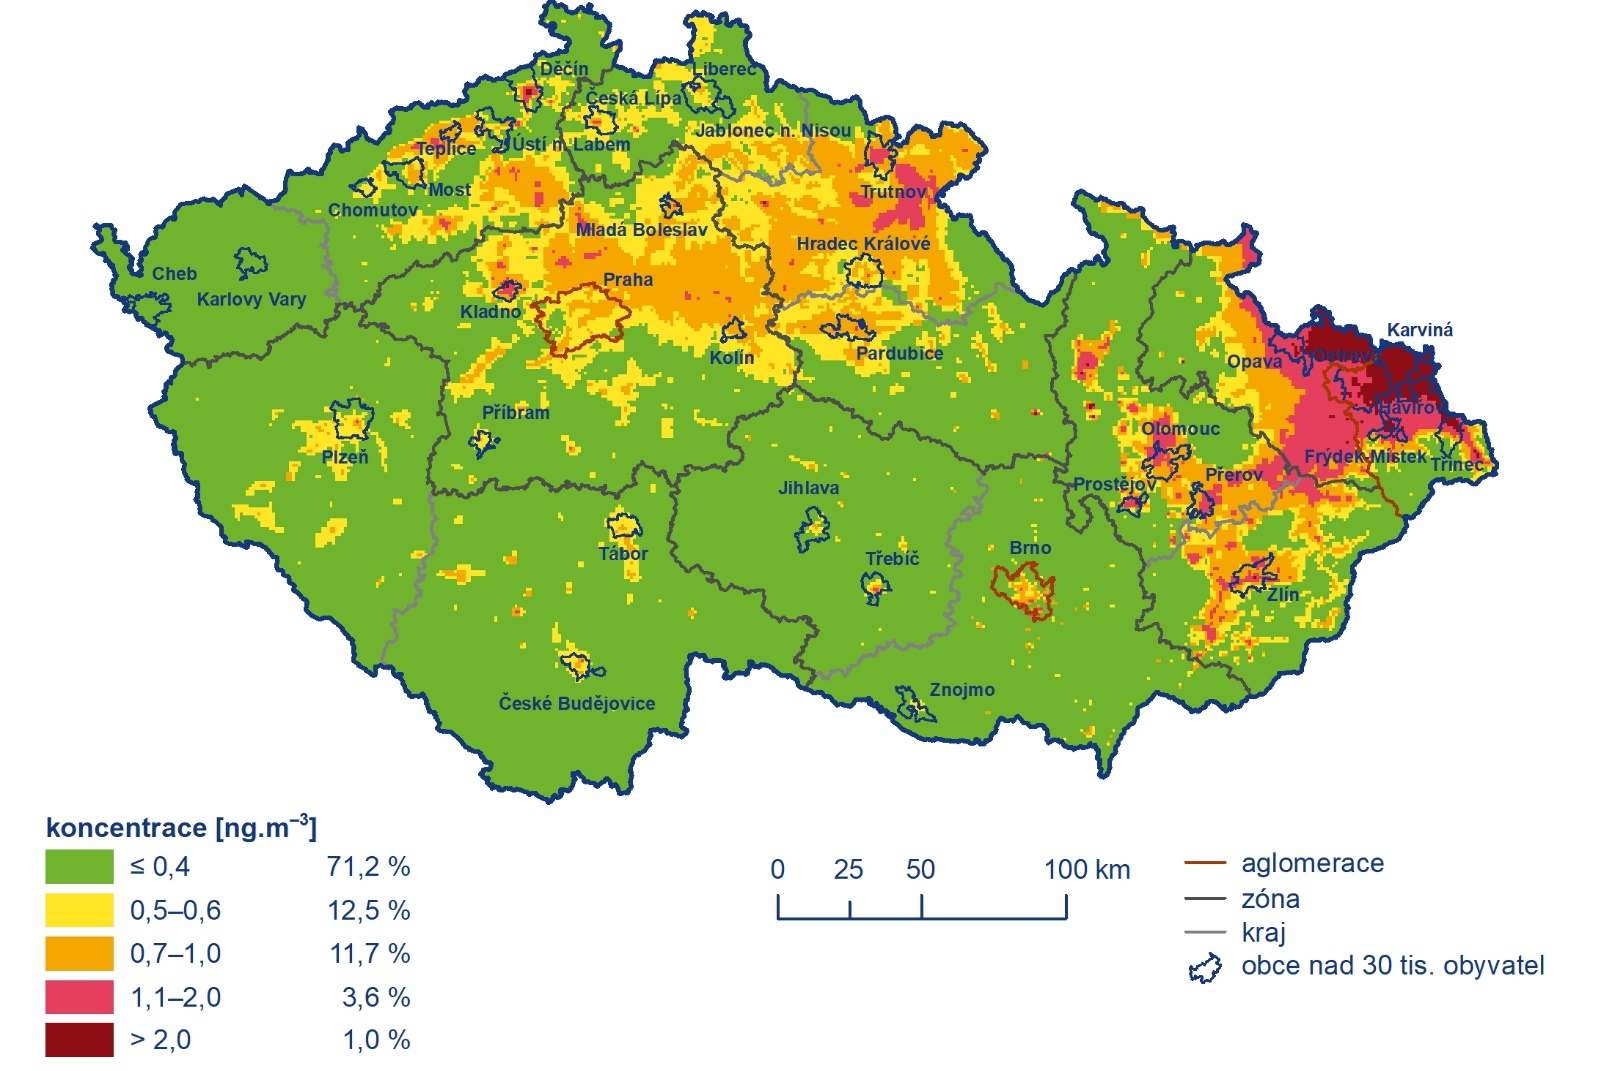 Děčín
Liberec
Česká Lípa
Jablonec n. Nisou
Teplice
Ústí n. Labem
Most
Trutnov
Chomutov
Mladá Boleslav
Hradec Králové
Cheb
Karlovy Vary
Praha
Kladno
Karviná
Kolín
Pardubice
Opava
Ostrava
Příbram
Havířov
Olomouc
Plzeň
Frýdek-Místek
Třinec
Přerov
Prostějov
Jihlava
Tábor
Brno
Třebíč
Zlín
Znojmo
České Budějovice
koncentrace [ng.m⁻³]
≤ 0,4 71,2 %
0,5–0,6 12,5 %
0,7–1,0 11,7 %
1,1–2,0 3,6 %
> 2,0 1,0 %
0 25 50 100 km
aglomerace
zóna
kraj
obce nad 30 tis. obyvatel